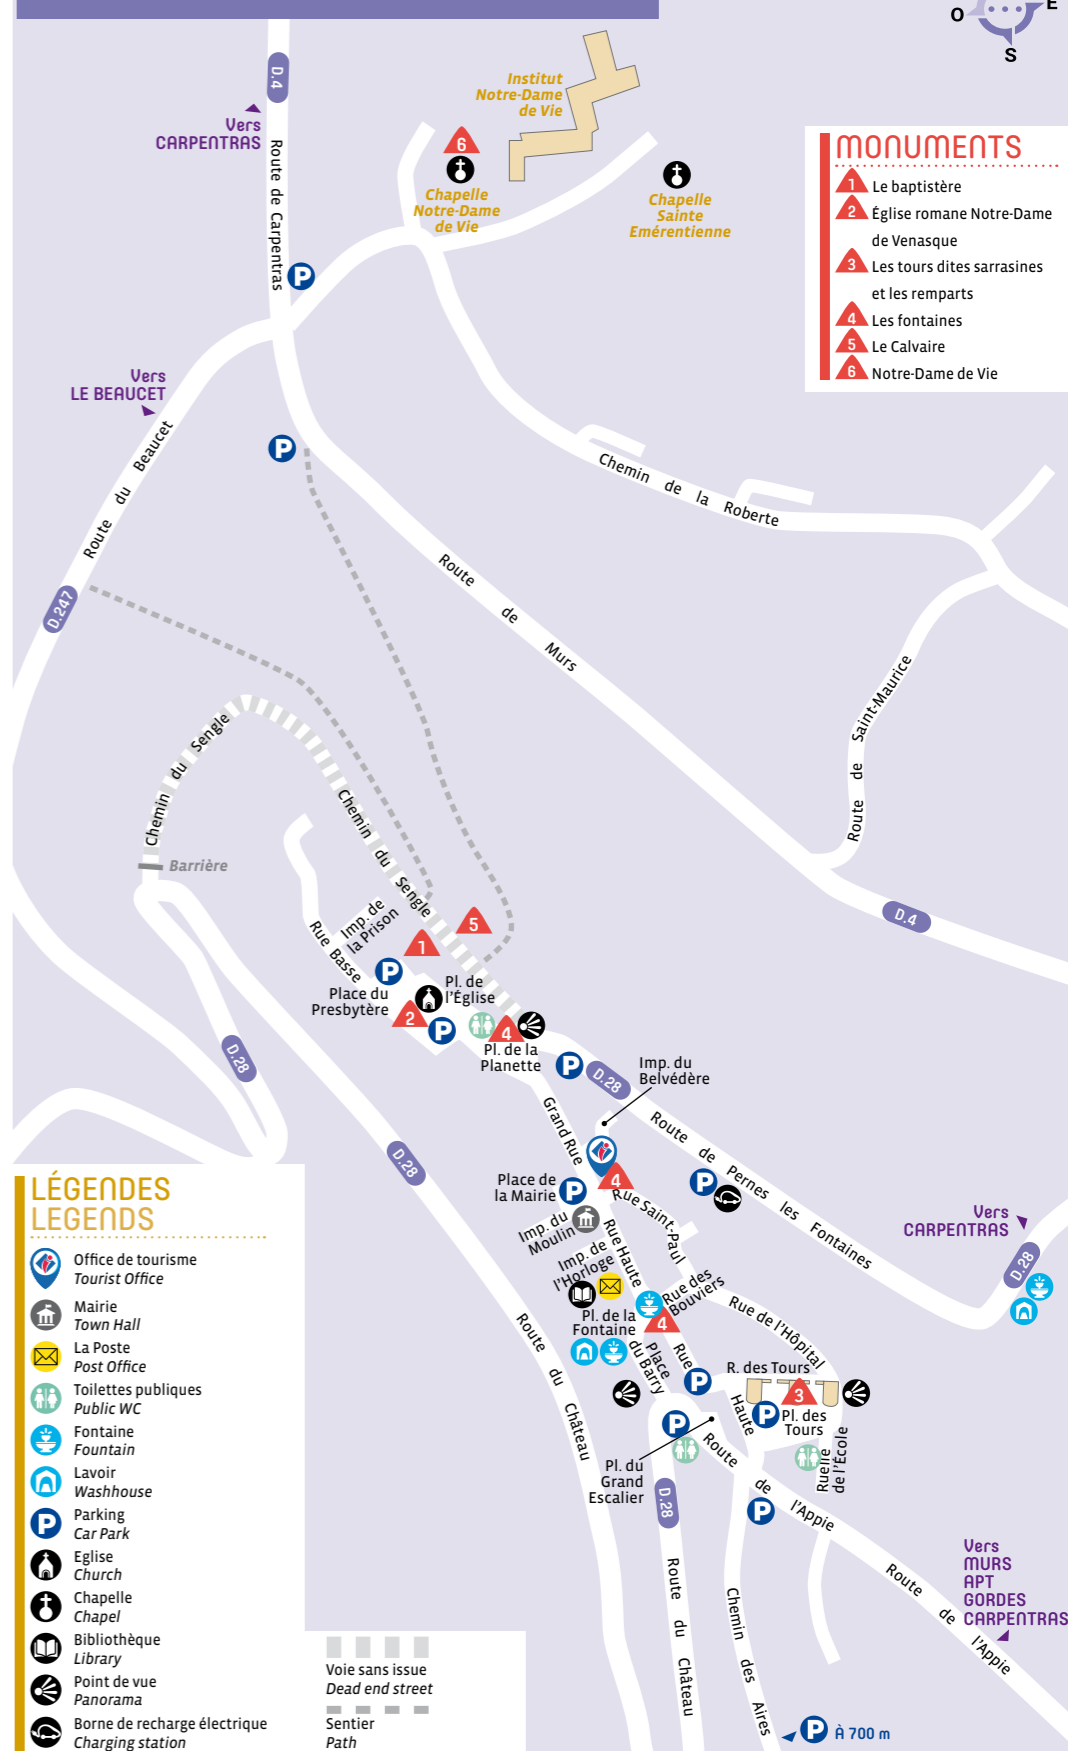 O
E
S
D.4
Vers
CARPENTRAS
Route de Carpentras
Institut
Notre-Dame
de Vie
6
Chapelle
Notre-Dame
de Vie
Chapelle
Sainte
Emérentienne
P
MONUMENTS
1 Le baptistère
2 Église romane Notre-Dame
de Venasque
3 Les tours dites sarrasines
et les remparts
4 Les fontaines
5 Le Calvaire
6 Notre-Dame de Vie
Vers
LE BEAUCET
P
Route du Beaucet
D.247
Chemin de la Roberte
Route de Murs
Route de Saint-Maurice
D.4
Chemin du Sengle
Barrière
Chemin du Sengle
Imp. de
la Prison
Rue Basse
1
5
P
Place du
Presbytère
2
Pl. de
l'Église
P
4
Pl. de la
Planette
P
D.28
D.28
Imp. du
Belvédère
Grand Rue
Route de Pernes les Fontaines
D.28
Place de
la Mairie
P
4
P
Rue Saint-Paul
Imp. du
Moulin
Rue Haute
Imp. de
l'Horloge
Vers
CARPENTRAS
D.28
Rue des
Bouviers
Pl. de la
Fontaine
4
Rue de l'Hôpital
Place
du Barry
Rue
Haute
P
R. des Tours
3
P
Pl. des
Tours
P
Ruelle
de l'École
Pl. du
Grand
Escalier
Route du Château
D.28
Route de l'Appie
P
Route du Château
Chemin des Aires
Route de l'Appie
Vers
MURS
APT
GORDES
CARPENTRAS
P À 700 m
LÉGENDES
LEGENDS
Office de tourisme
Tourist Office
Mairie
Town Hall
La Poste
Post Office
Toilettes publiques
Public WC
Fontaine
Fountain
Lavoir
Washhouse
P Parking
Car Park
Eglise
Church
Chapelle
Chapel
Bibliothèque
Library
Point de vue
Panorama
Borne de recharge électrique
Charging station
Voie sans issue
Dead end street
Sentier
Path